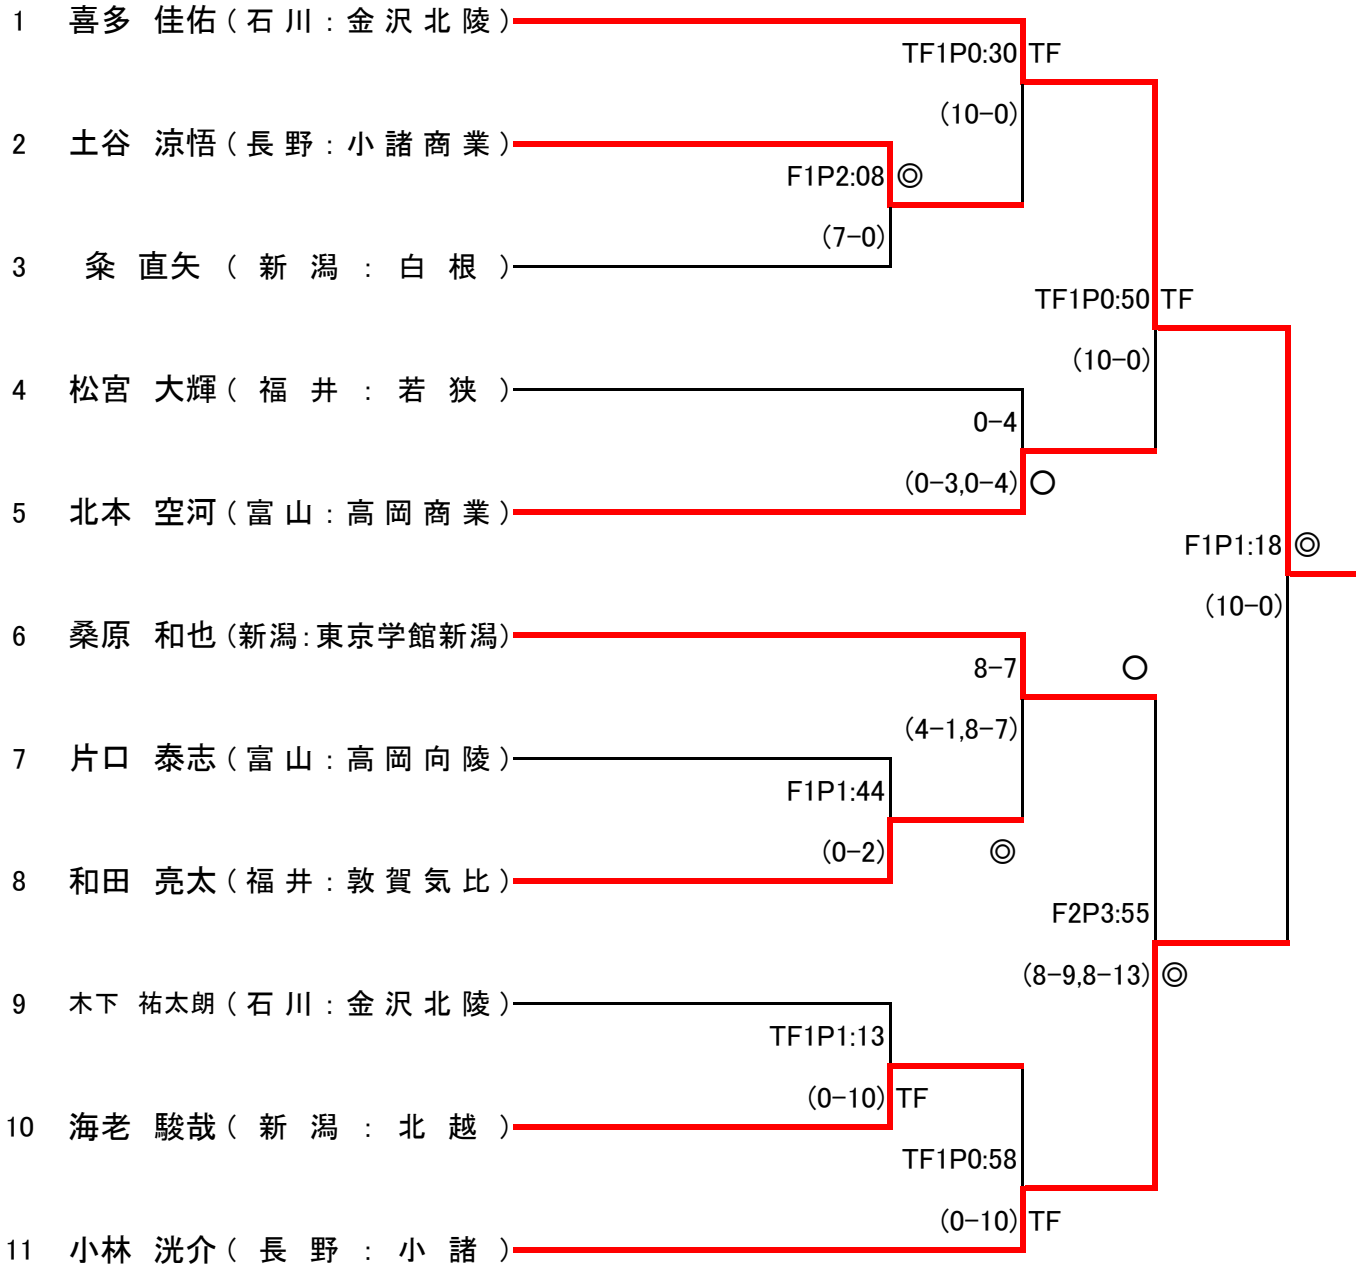 1 喜多 佳佑(石川:金沢北陵)
TF1P0:30 TF
(10-0)
2 土谷 涼悟(長野:小諸商業)
F1P2:08 ◎
(7-0)
3 粂 直矢(新潟:白根)
TF1P0:50 TF
(10-0)
4 松宮 大輝(福井:若狭)
0-4
(0-3,0-4) ○
5 北本 空河(富山:高岡商業)
F1P1:18 ◎
(10-0)
6 桑原 和也(新潟:東京学館新潟)
8-7 ○
(4-1,8-7)
7 片口 泰志(富山:高岡向陵)
F1P1:44
(0-2) ◎
8 和田 亮太(福井:敦賀気比)
F2P3:55
(8-9,8-13) ◎
9 木下 祐太朗(石川:金沢北陵)
TF1P1:13
(0-10) TF
10 海老 駿哉(新潟:北越)
TF1P0:58
(0-10) TF
11 小林 洸介(長野:小諸)